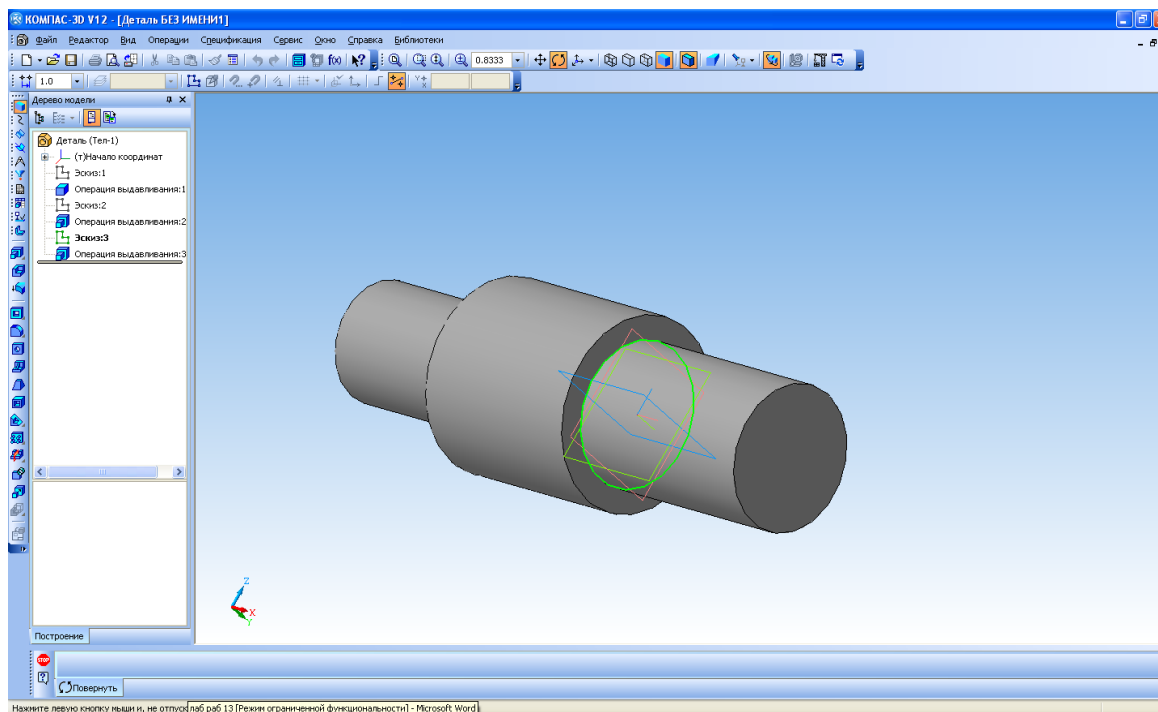 КОМПАС-3D V12 - [Деталь БЕЗ ИМЕНИ1]
Файл Редактор Вид Операции Спецификация Сервис Окно Справка Библиотеки
0.8333
1.0
Дерево модели
Деталь (Тел-1)
(т)Начало координат
Эскиз:1
Операция выдавливания:1
Эскиз:2
Операция выдавливания:2
Эскиз:3
Операция выдавливания:3
Z
X
Y
Построение
STOP
Повернуть
Нажмите левую кнопку мыши и, не отпуск
лаб раб 13 [Режим ограниченной функциональности] - Microsoft Word